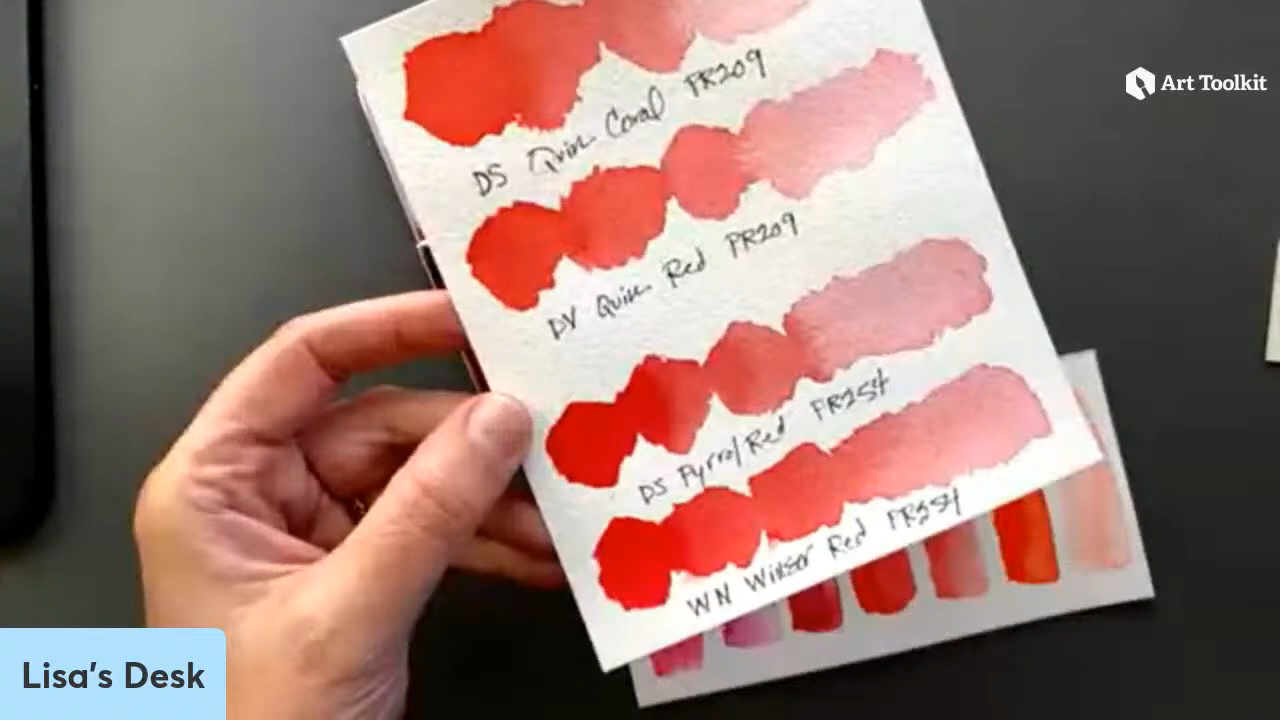 Art Toolkit
DS Quin Coral PR209
DV Quin Red PR209
DS Pyrrol Red PR254
WN Winsor Red PR254
Lisa's Desk